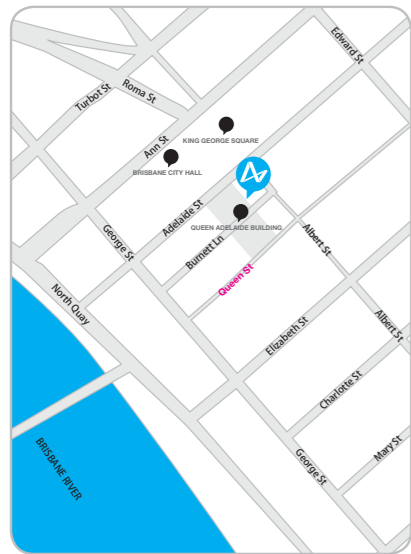 Edward St
Turbot St
Roma St
KING GEORGE SQUARE
Ann St
BRISBANE CITY HALL
Adelaide St
QUEEN ADELAIDE BUILDING
George St
Burnett Ln
Albert St
Queen St
North Quay
Elizabeth St
Albert St
Charlotte St
Mary St
George St
BRISBANE RIVER